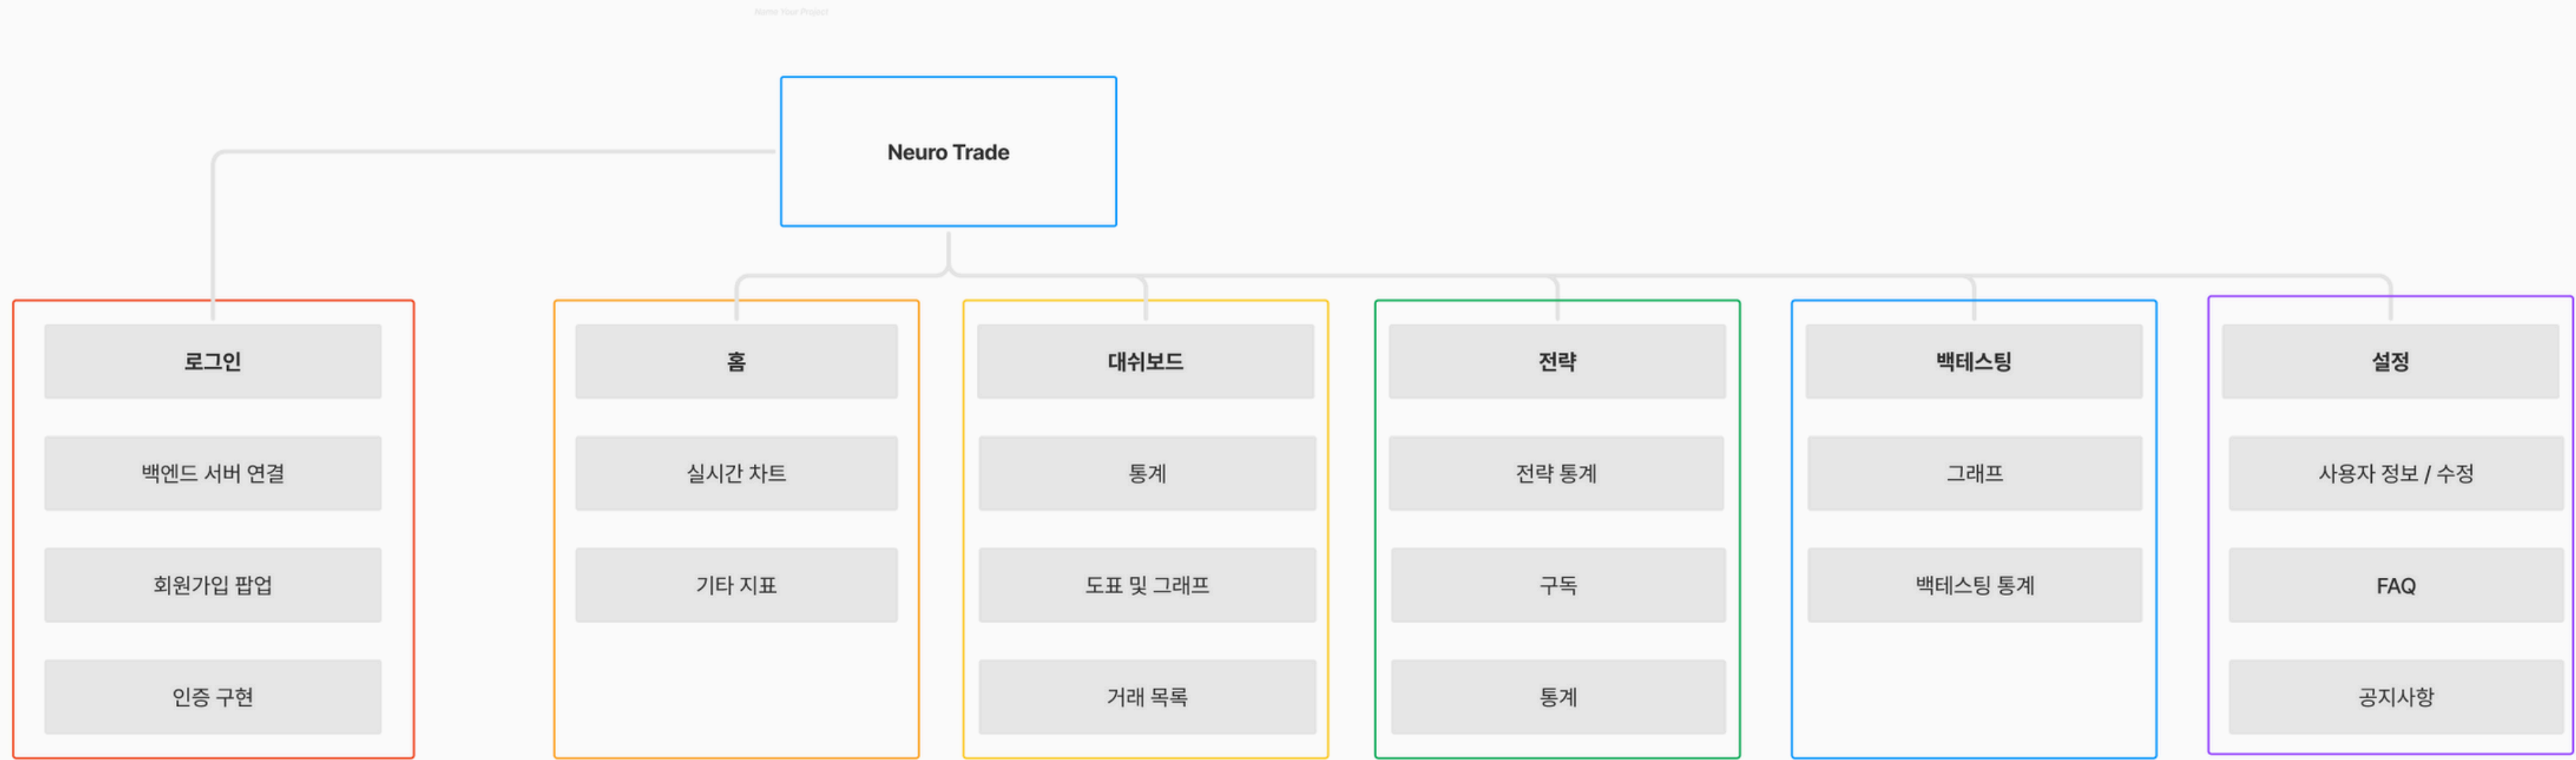 Name Your Project
Neuro Trade
로그인
백엔드 서버 연결
회원가입 팝업
인증 구현
홈
실시간 차트
기타 지표
대쉬보드
통계
도표 및 그래프
거래 목록
전략
전략 통계
구독
통계
백테스팅
그래프
백테스팅 통계
설정
사용자 정보 / 수정
FAQ
공지사항